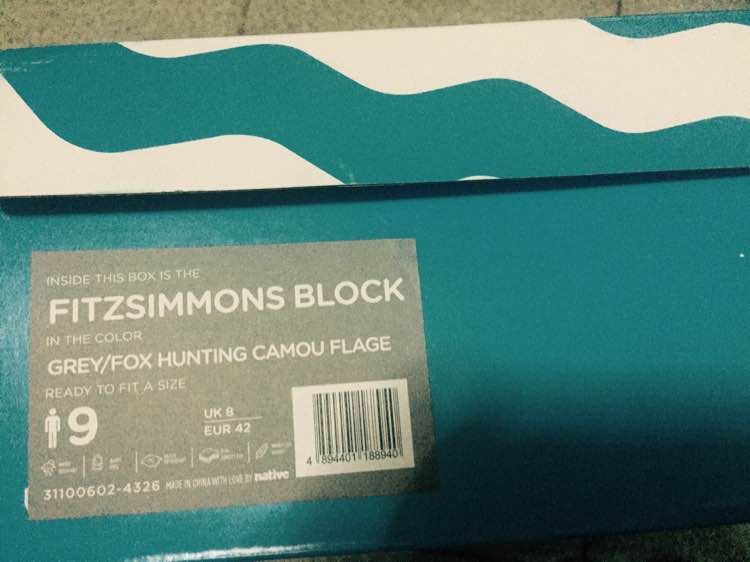 INSIDE THIS BOX IS THE
FITZSIMMONS BLOCK
IN THE COLOR
GREY/FOX HUNTING CAMOU FLAGE
READY TO FIT A SIZE
9
UK 8
EUR 42
4 894401 188940
31100602-4326 MADE IN CHINA WITH LOVE BY native